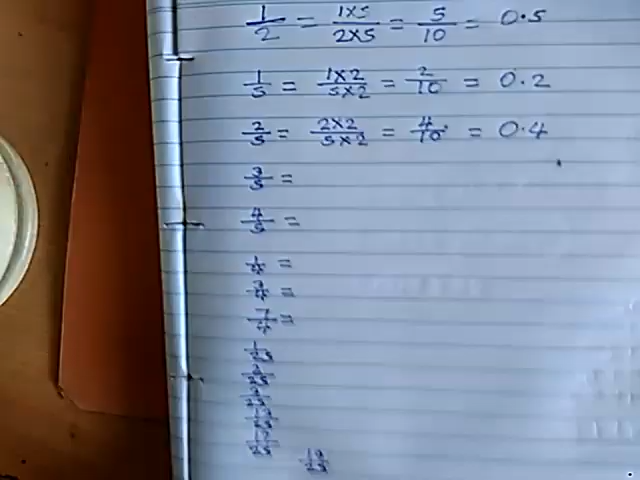 1/2 = 1×5/2×5 = 5/10 = 0.5
1/5 = 1×2/5×2 = 2/10 = 0.2
2/5 = 2×2/5×2 = 4/10 = 0.4
3/5 =
4/5 =
1/4 =
3/4 =
7/4 =
1/25